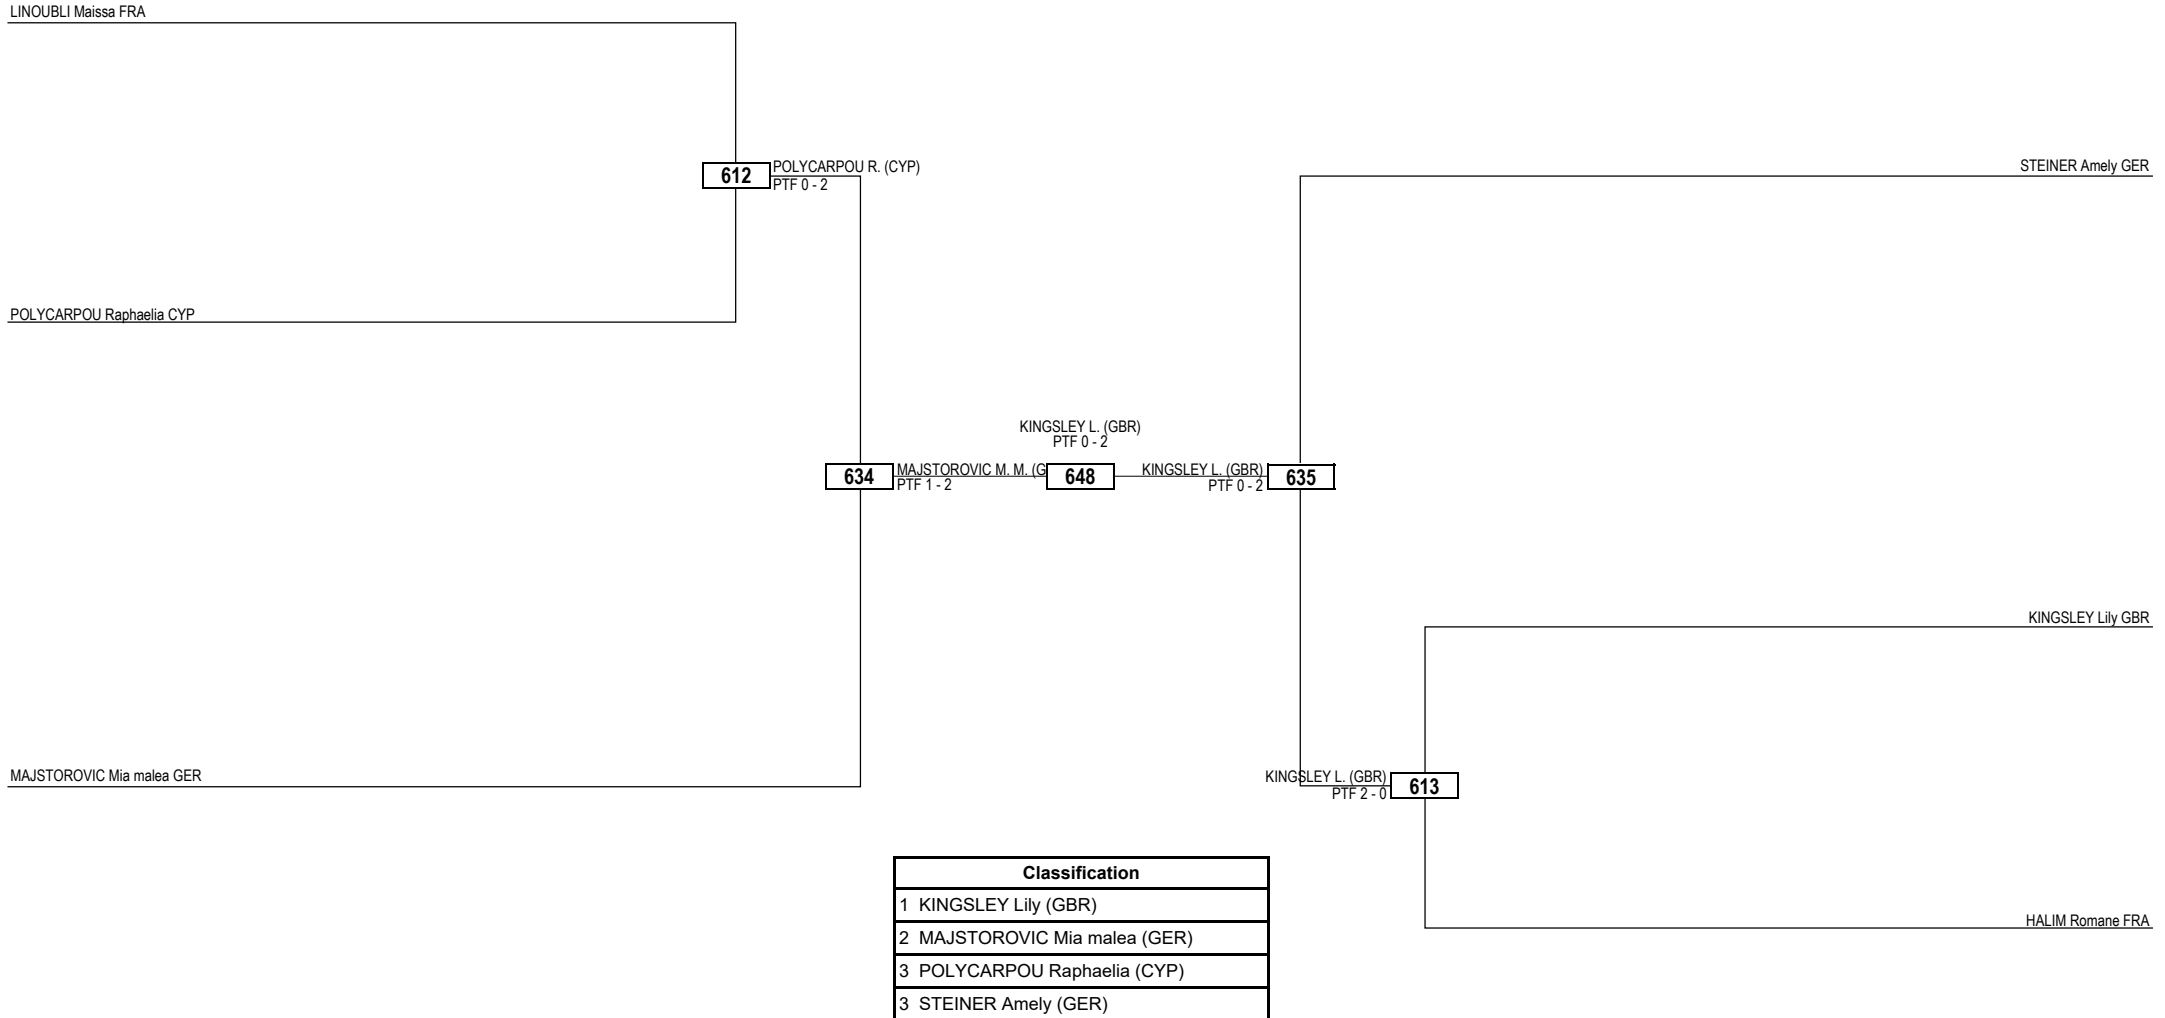 LINOUBLI Maissa FRA
612
POLYCARPOU R. (CYP)
PTF 0 - 2
STEINER Amely GER
POLYCARPOU Raphaelia CYP
KINGSLEY L. (GBR)
PTF 0 - 2
634
MAJSTOROVIC M. M. (G
PTF 1 - 2
648
KINGSLEY L. (GBR)
PTF 0 - 2
635
KINGSLEY Lily GBR
MAJSTOROVIC Mia malea GER
KINGSLEY L. (GBR)
PTF 2 - 0
613
HALIM Romane FRA
Classification
1 KINGSLEY Lily (GBR)
2 MAJSTOROVIC Mia malea (GER)
3 POLYCARPOU Raphaelia (CYP)
3 STEINER Amely (GER)